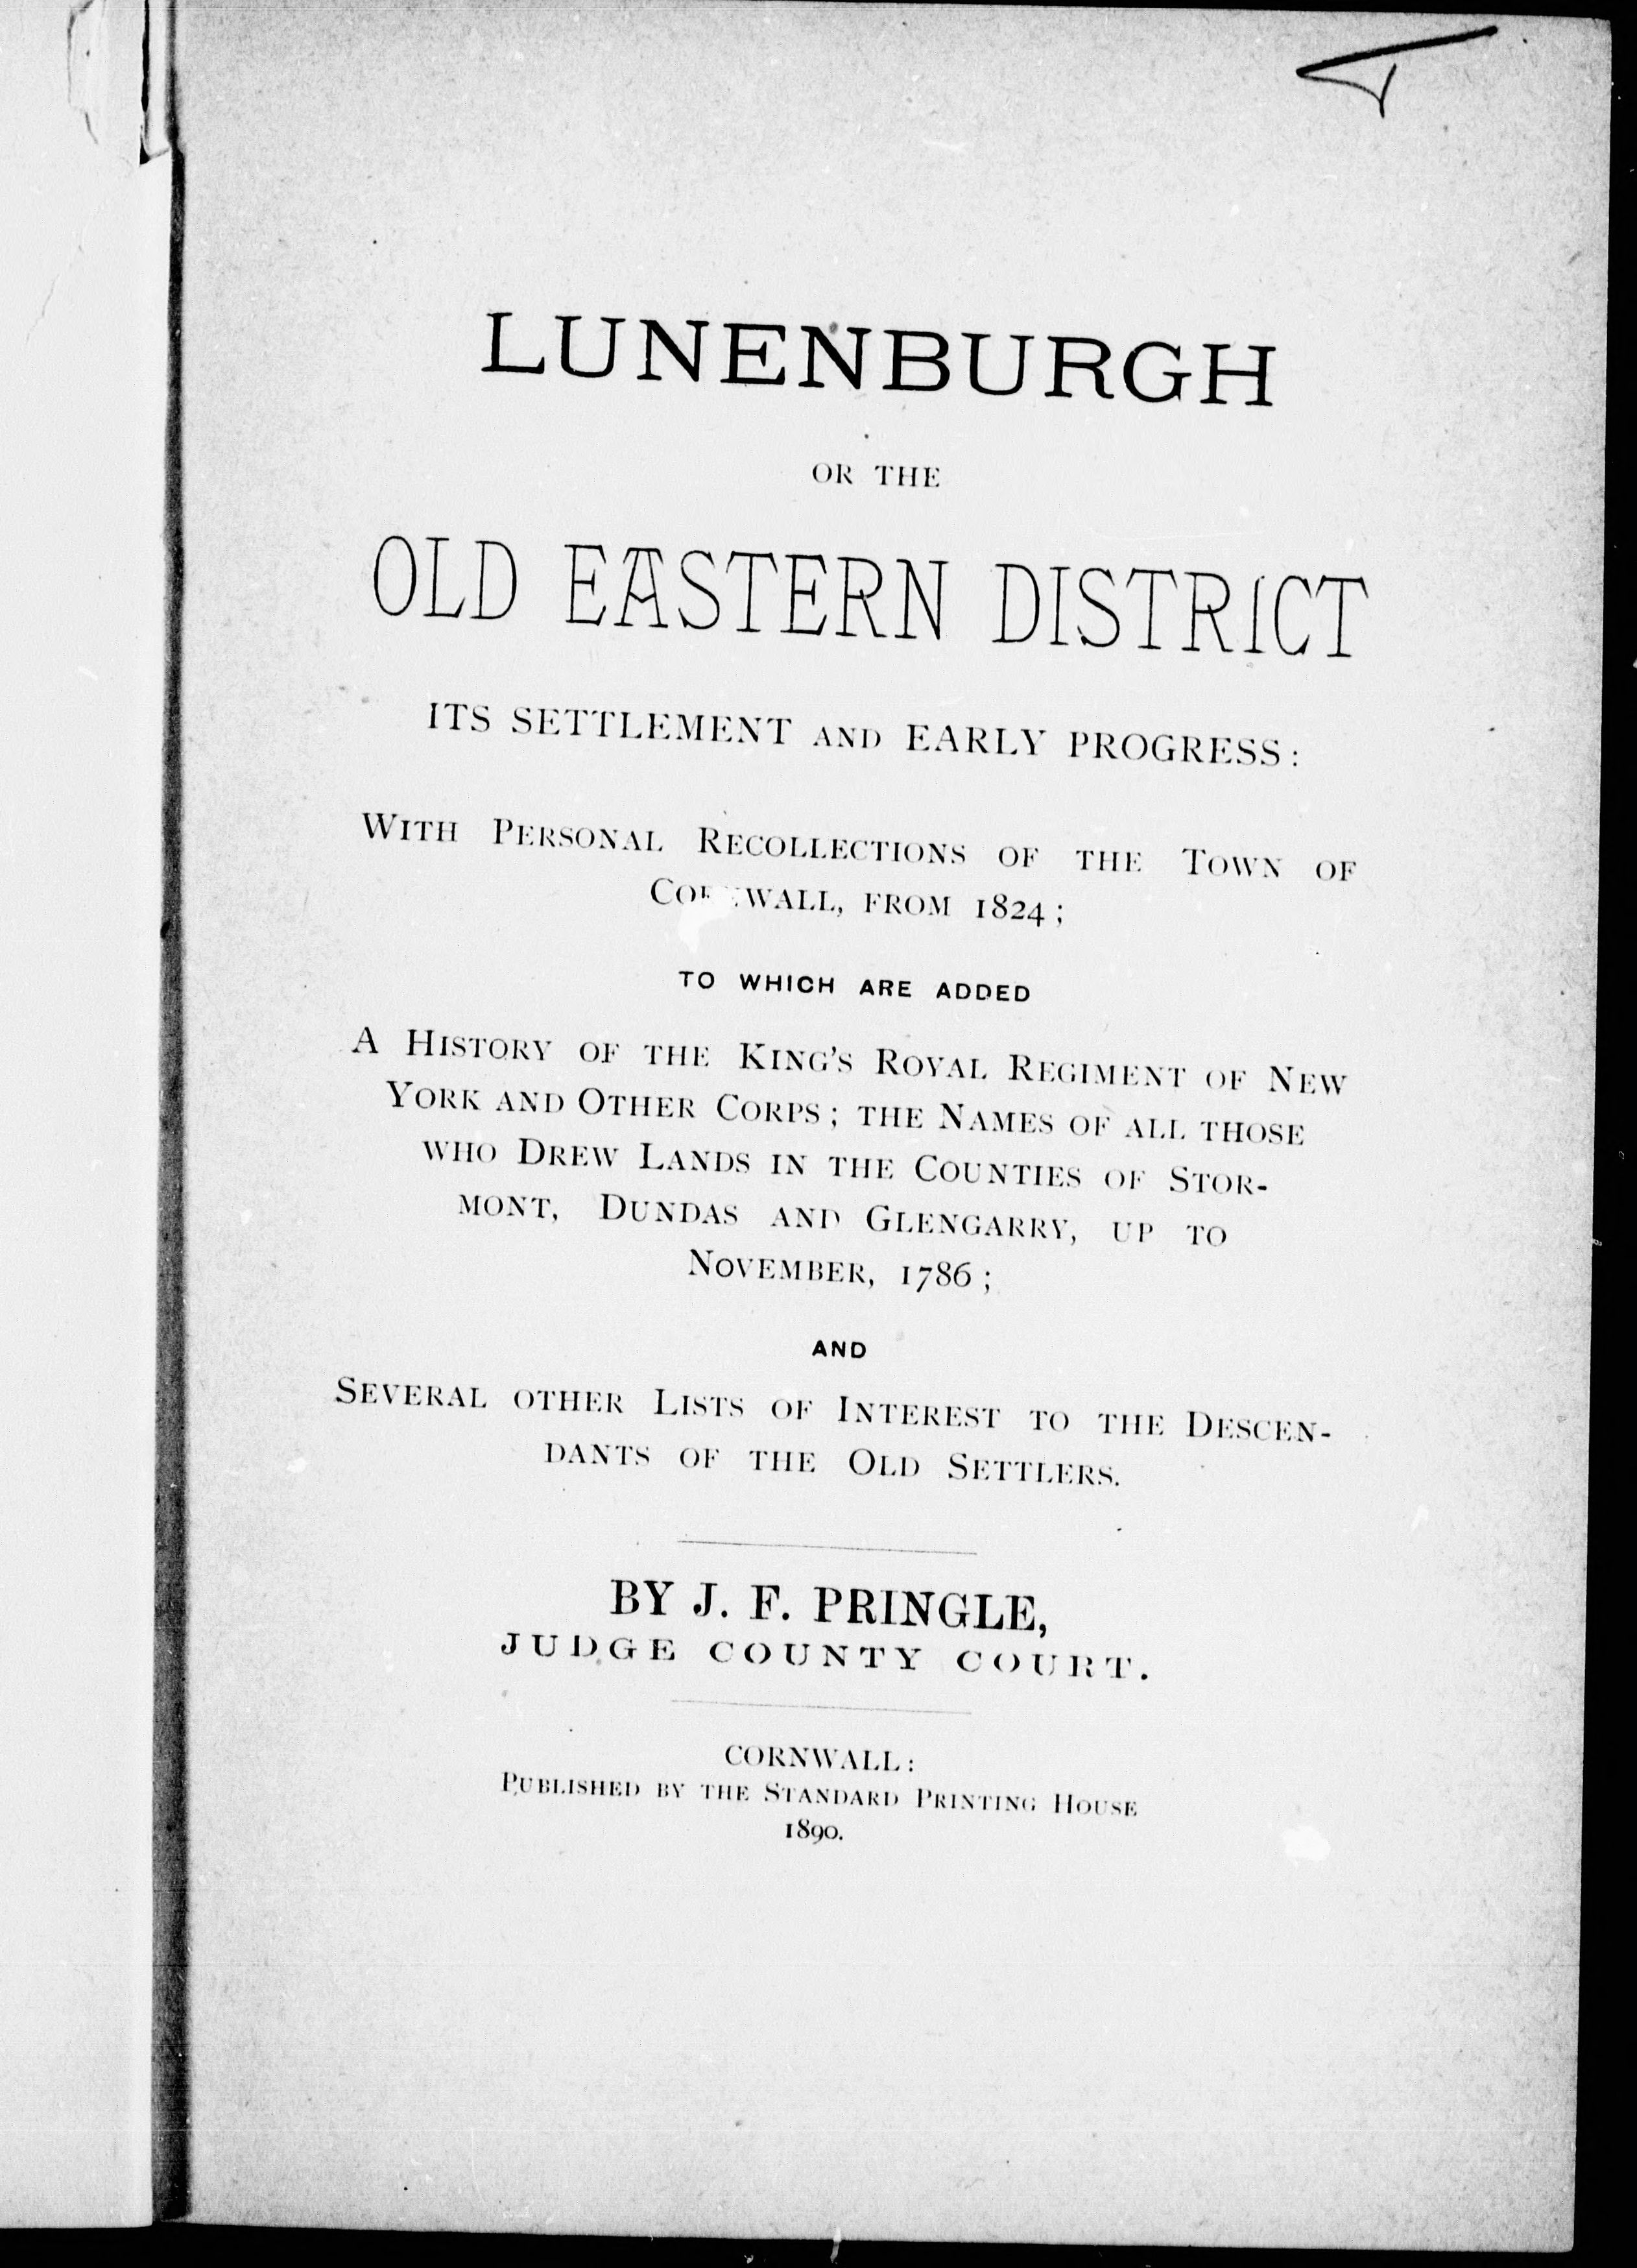 LUNENBURGH
OR THE
OLD EASTERN DISTRICT
ITS SETTLEMENT AND EARLY PROGRESS:
WITH PERSONAL RECOLLECTIONS OF THE TOWN OF
CORNWALL, FROM 1824;
TO WHICH ARE ADDED
A HISTORY OF THE KING'S ROYAL REGIMENT OF NEW
YORK AND OTHER CORPS; THE NAMES OF ALL THOSE
WHO DREW LANDS IN THE COUNTIES OF STOR-
MONT, DUNDAS AND GLENGARRY, UP TO
NOVEMBER, 1786;
AND
SEVERAL OTHER LISTS OF INTEREST TO THE DESCEN-
DANTS OF THE OLD SETTLERS.
BY J. F. PRINGLE,
JUDGE COUNTY COURT.
CORNWALL:
PUBLISHED BY THE STANDARD PRINTING HOUSE
1890.